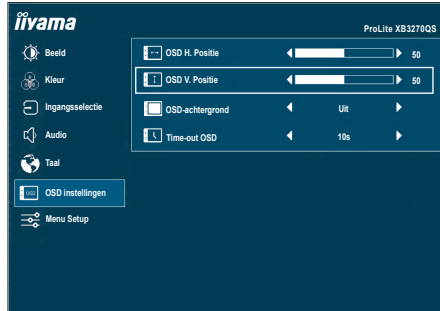 iiyama
ProLite XB3270QS
Beeld
Kleur
Ingangsselectie
Audio
Taal
OSD instellingen
Menu Setup
OSD H. Positie 50
OSD V. Positie 50
OSD-achtergrond Uit
Time-out OSD 10s